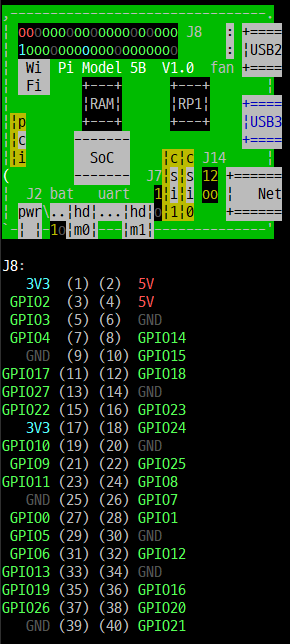 ,--------------------------------.
| oooooooooooooooooooo J8   : +====
| 1ooooooooooooooooooo      : |USB2
| Wi  Pi Model 5B  V1.0  fan  +====
| Fi     +---+      +---+      |
|        |RAM|      |RP1|     +====
||p      +---+      +---+     |USB3
||c     -------               +====
||i       SoC      |c|c J14    |
(       -------  J7|s|s 12 +======
|  J2 bat   uart  1|i|i oo |   Net
| pwr\..|hd|...|hd|o|1|0   +======
`-|  |-1o|m0|---|m1|----------'

J8:
3V3 (1) (2) 5V
GPIO2 (3) (4) 5V
GPIO3 (5) (6) GND
GPIO4 (7) (8) GPIO14
GND (9) (10) GPIO15
GPIO17 (11) (12) GPIO18
GPIO27 (13) (14) GND
GPIO22 (15) (16) GPIO23
3V3 (17) (18) GPIO24
GPIO10 (19) (20) GND
GPIO9 (21) (22) GPIO25
GPIO11 (23) (24) GPIO8
GND (25) (26) GPIO7
GPIO0 (27) (28) GPIO1
GPIO5 (29) (30) GND
GPIO6 (31) (32) GPIO12
GPIO13 (33) (34) GND
GPIO19 (35) (36) GPIO16
GPIO26 (37) (38) GPIO20
GND (39) (40) GPIO21